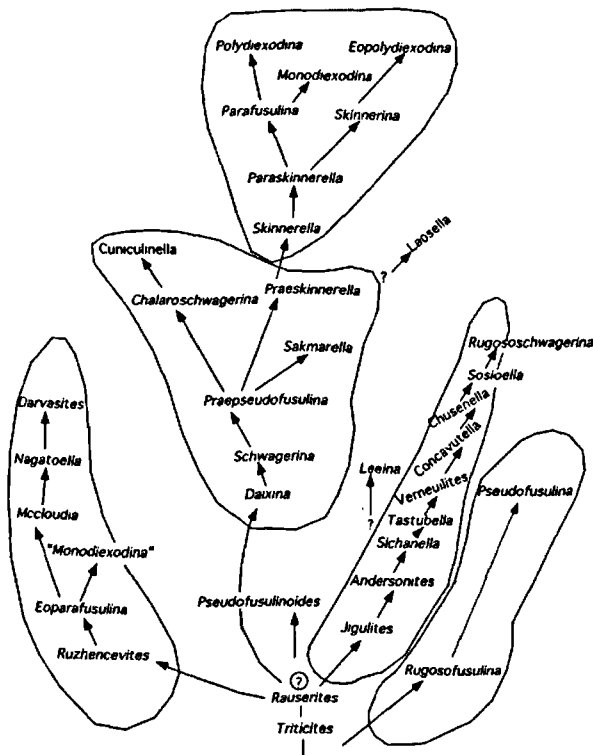 Polydiexodina
Eopolydiexodina
Monodiexodina
Parafusulina
Skinnerina
Paraskinnerella
Skinnerella
Cuniculinella
? Laosella
Praeskinnerella
Chalaroschwagerina
Sakmarella
Rugososchwagerina
Sosioella
Darvasites
Praepseudofusulina
Chusenella
Nagatoella
Schwagerina
Concavutella
Leeina
Daixina
Verneuilites
Pseudofusulina
Mccloudia
?
Tastubella
"Monodiexodina"
Sichanella
Andersonites
Eoparafusulina
Pseudofusulinoides
Jigulites
Ruzhencevites
Rugosofusulina
?
Rauserites
Triticites